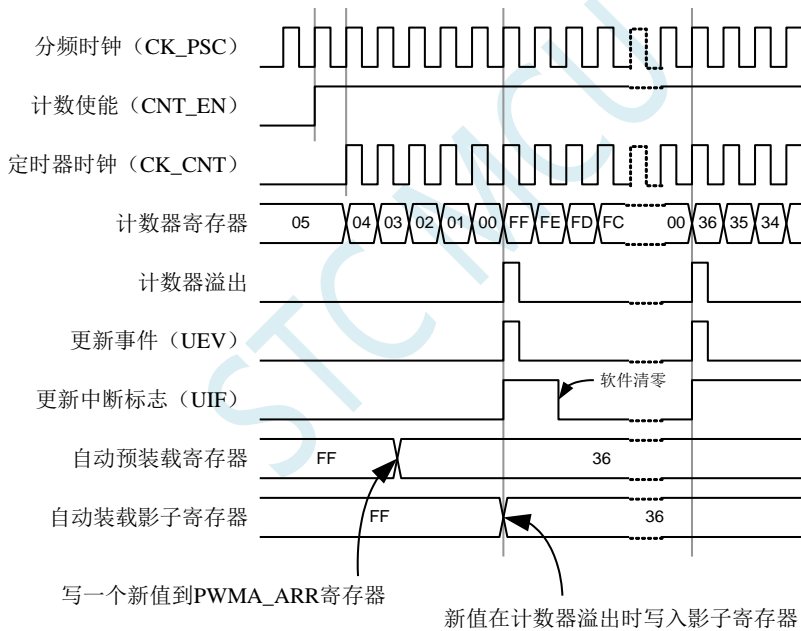 分频时钟（CK_PSC）
计数使能（CNT_EN）
定时器时钟（CK_CNT）
计数器寄存器 05 04 03 02 01 00 FF FE FD FC 00 36 35 34
计数器溢出
更新事件（UEV）
更新中断标志（UIF） 软件清零
自动预装载寄存器 FF 36
自动装载影子寄存器 FF 36
写一个新值到PWMA_ARR寄存器
新值在计数器溢出时写入影子寄存器
STC MCU